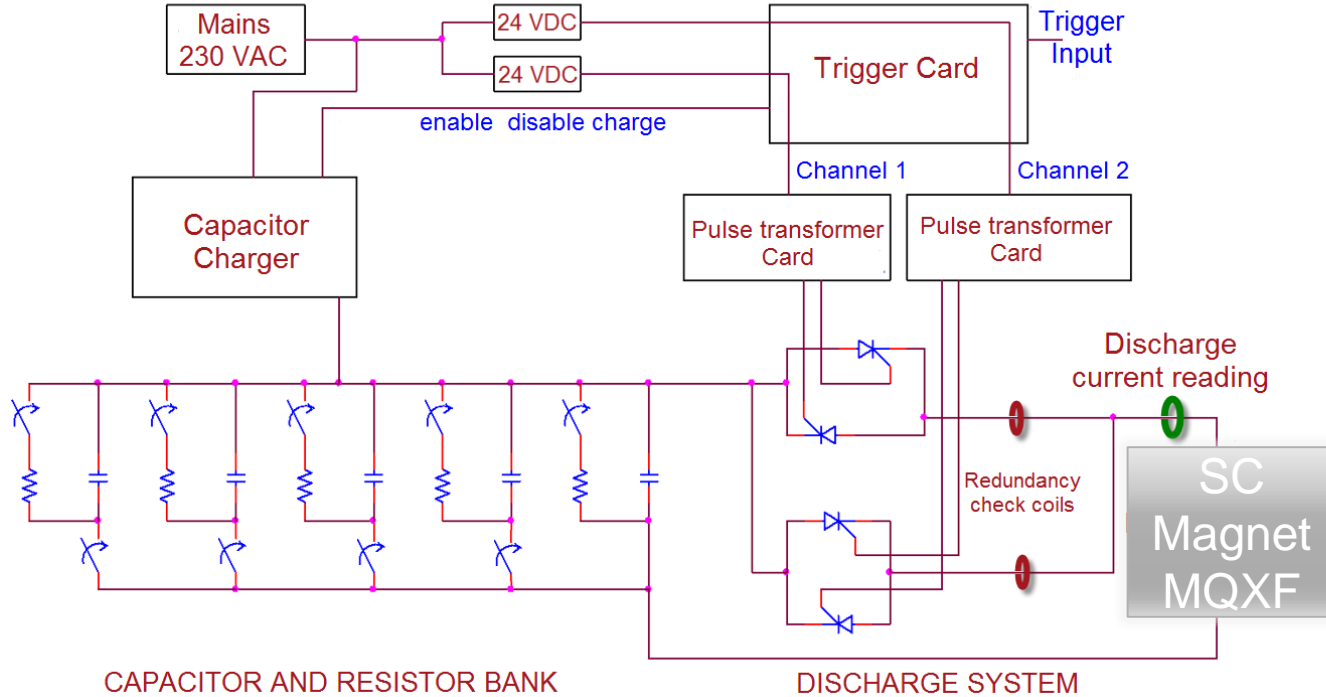 Mains
230 VAC
24 VDC
24 VDC
Trigger Card
Trigger
Input
enable  disable charge
Channel 1
Channel 2
Capacitor
Charger
Pulse transformer
Card
Pulse transformer
Card
Discharge
current reading
Redundancy
check coils
SC
Magnet
MQXF
CAPACITOR AND RESISTOR BANK
DISCHARGE SYSTEM